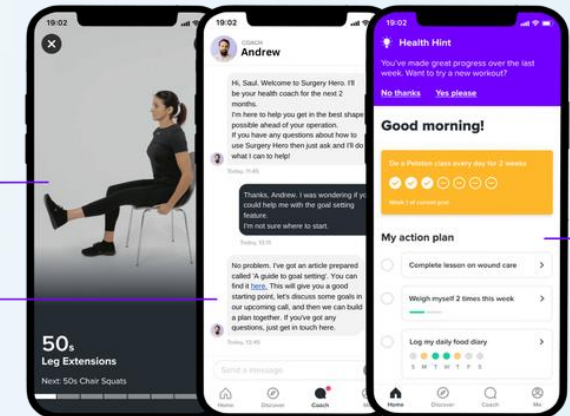 19:02
50s
Leg Extensions
Next: 50s Chair Squats
19:02
COACH
Andrew
Hi, Saul. Welcome to Surgery Hero. I'll
be your health coach for the next 2
months.
I'm here to help you get in the best shape
possible ahead of your operation.
If you have any questions about how to
use Surgery Hero then just ask and I'll do
what I can to help!
Today, 11:45
Thanks, Andrew. I was wondering if yo
could help me with the goal setting
feature.
I'm not sure where to start.
Today, 12:11
No problem. I've got an article prepared
called 'A guide to goal setting'. You can
find it here. This will give you a good
starting point, let's discuss some goals in
our upcoming call, and then we can build
a plan together. If you've got any
questions, just get in touch here.
Today, 12:45
Send a message
Home
Discover
Coach
19:02
Health Hint
You've made great progress over the last
week. Want to try a new workout?
No thanks Yes please
Good morning!
Do a Peloton class every day for 2 weeks
Week 1 of current goal
My action plan
Complete lesson on wound care
Weigh myself 2 times this week
Log my daily food diary
S M T W T F S
Home Discover Coach Me